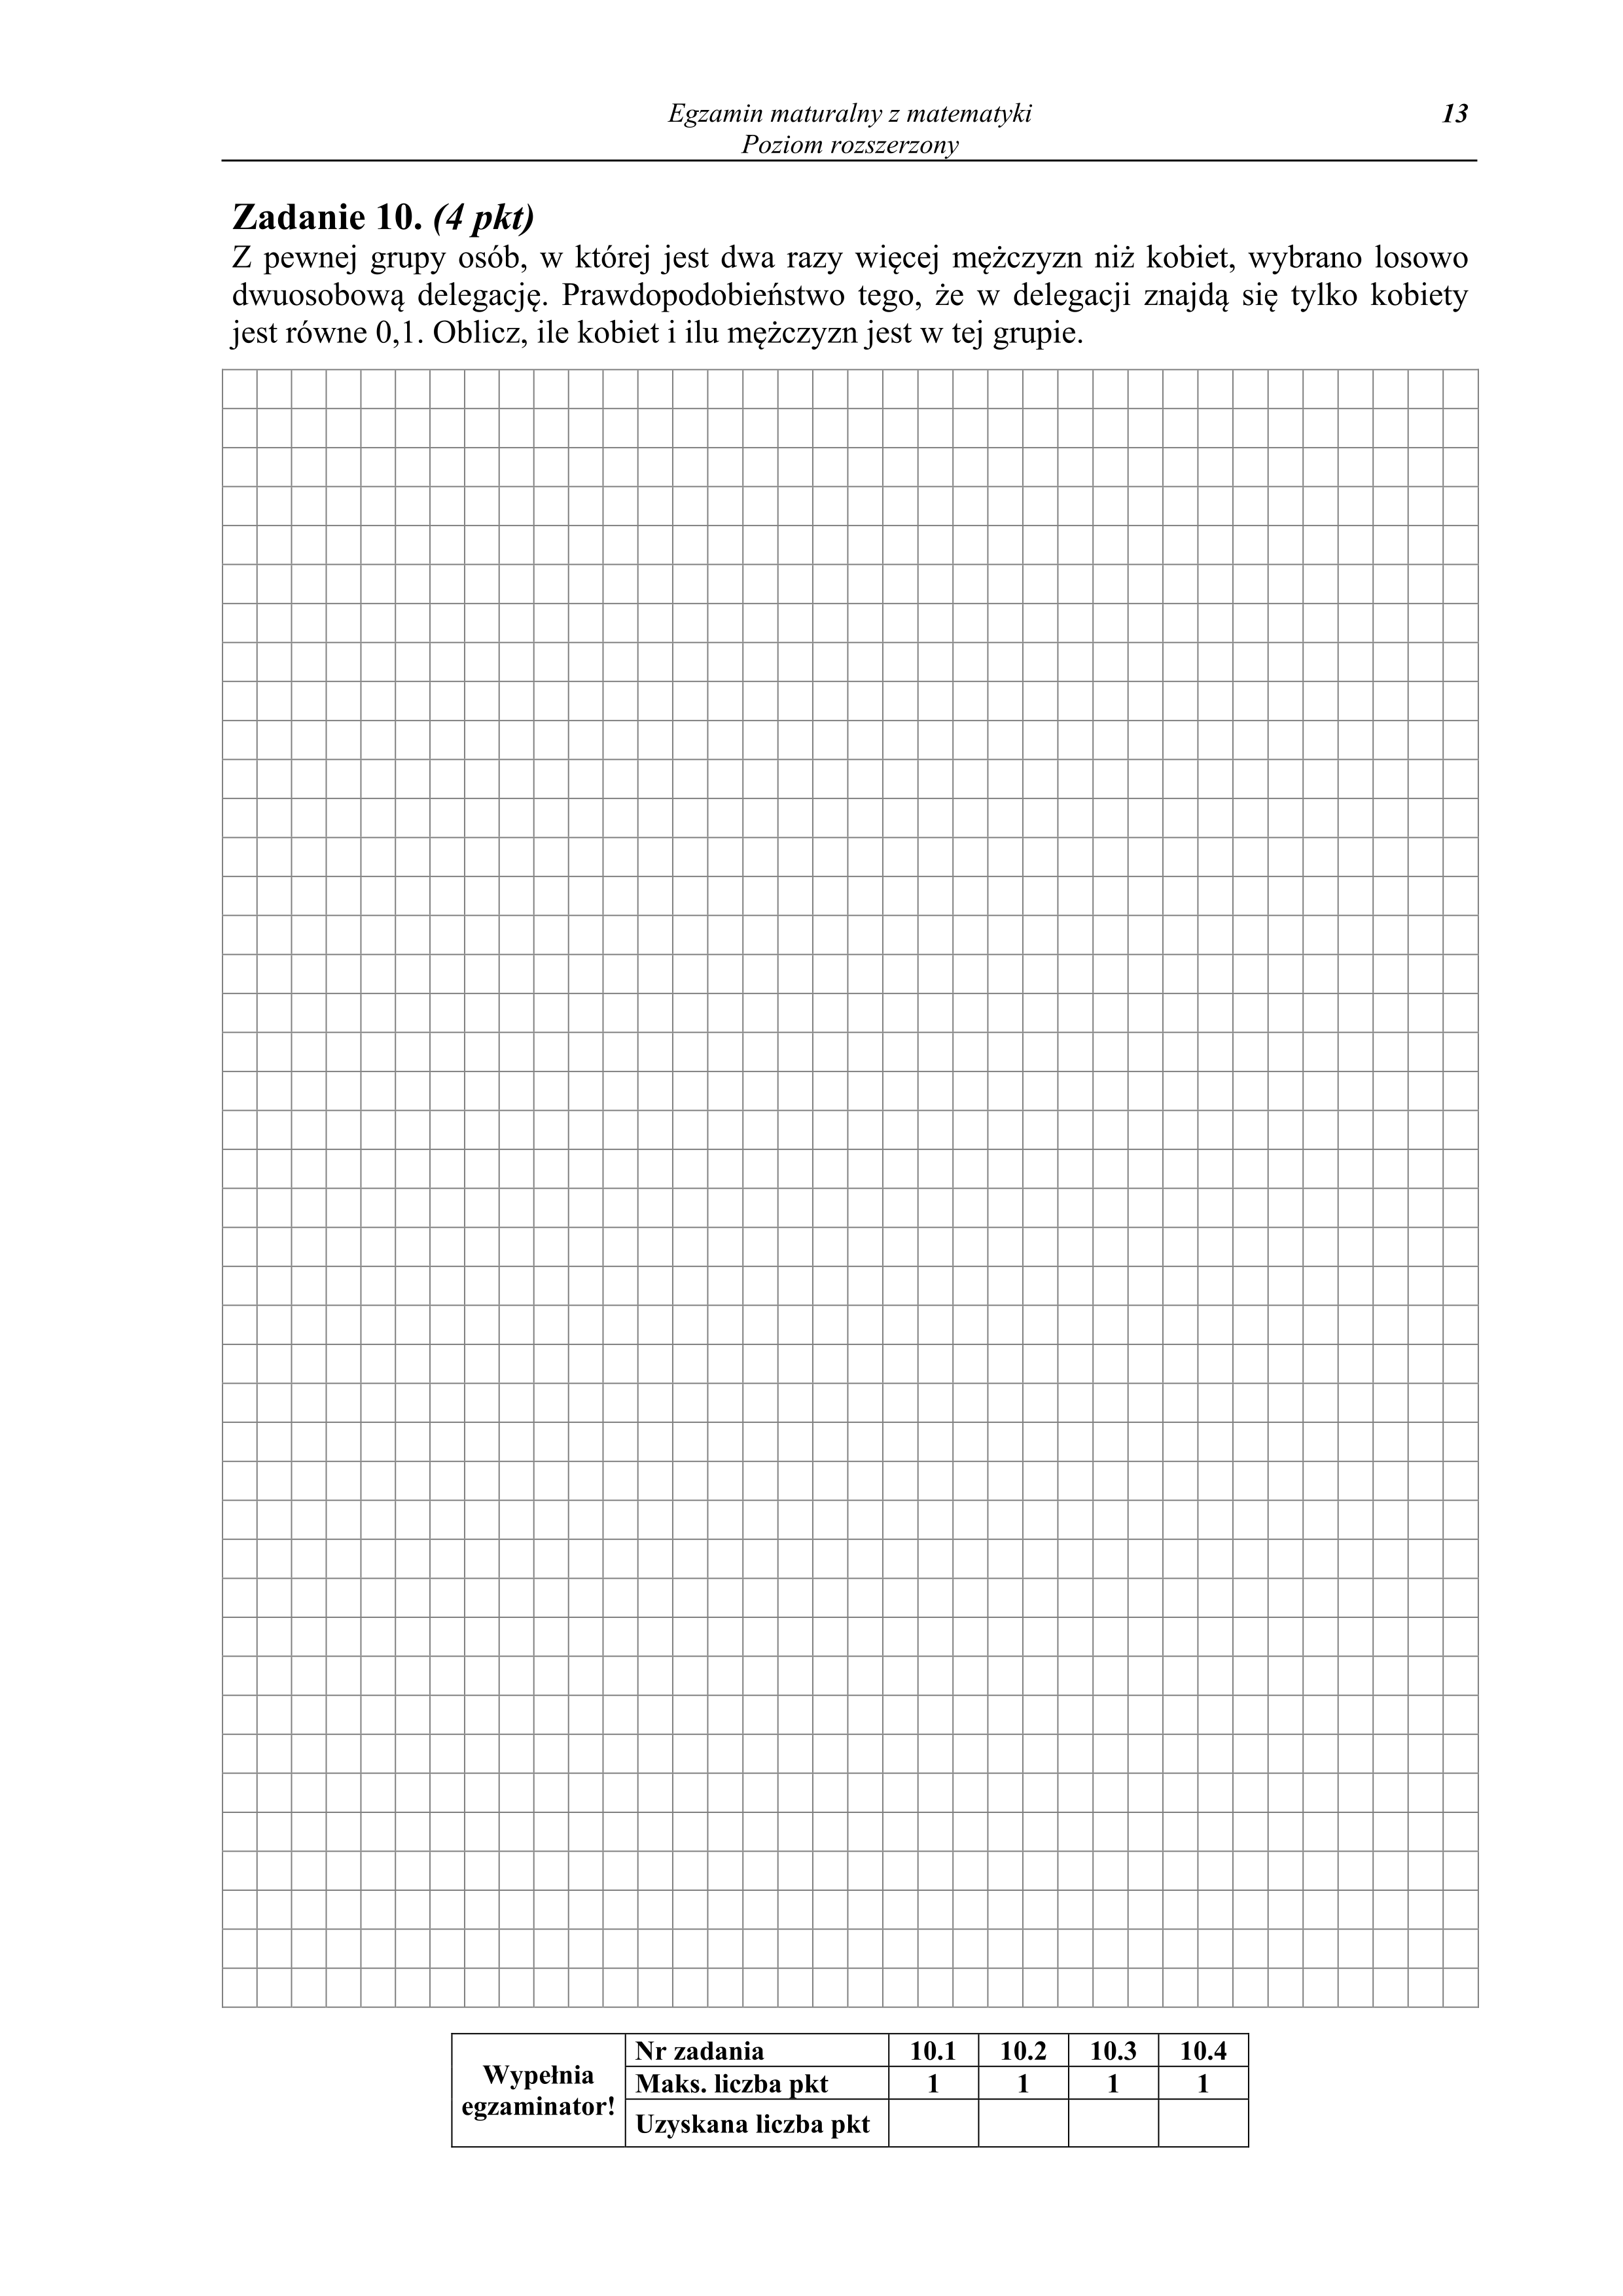 Egzamin maturalny z matematyki 13
Poziom rozszerzony
Zadanie 10. (4 pkt)
Z pewnej grupy osób, w której jest dwa razy więcej mężczyzn niż kobiet, wybrano losowo
dwuosobową delegację. Prawdopodobieństwo tego, że w delegacji znajdą się tylko kobiety
jest równe 0,1. Oblicz, ile kobiet i ilu mężczyzn jest w tej grupie.
Wypełnia
egzaminator!
Nr zadania 10.1 10.2 10.3 10.4
Maks. liczba pkt 1 1 1 1
Uzyskana liczba pkt